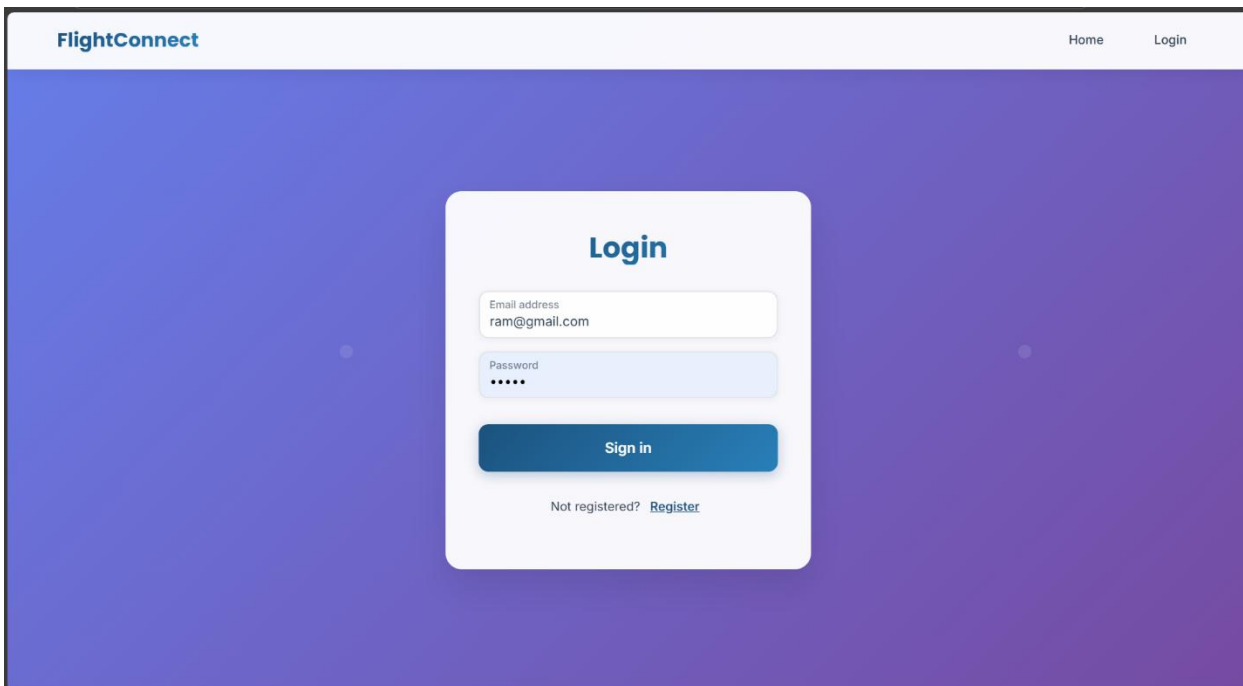 FlightConnect
Home Login
Login
Email address
ram@gmail.com
Password
•••••
Sign in
Not registered? Register